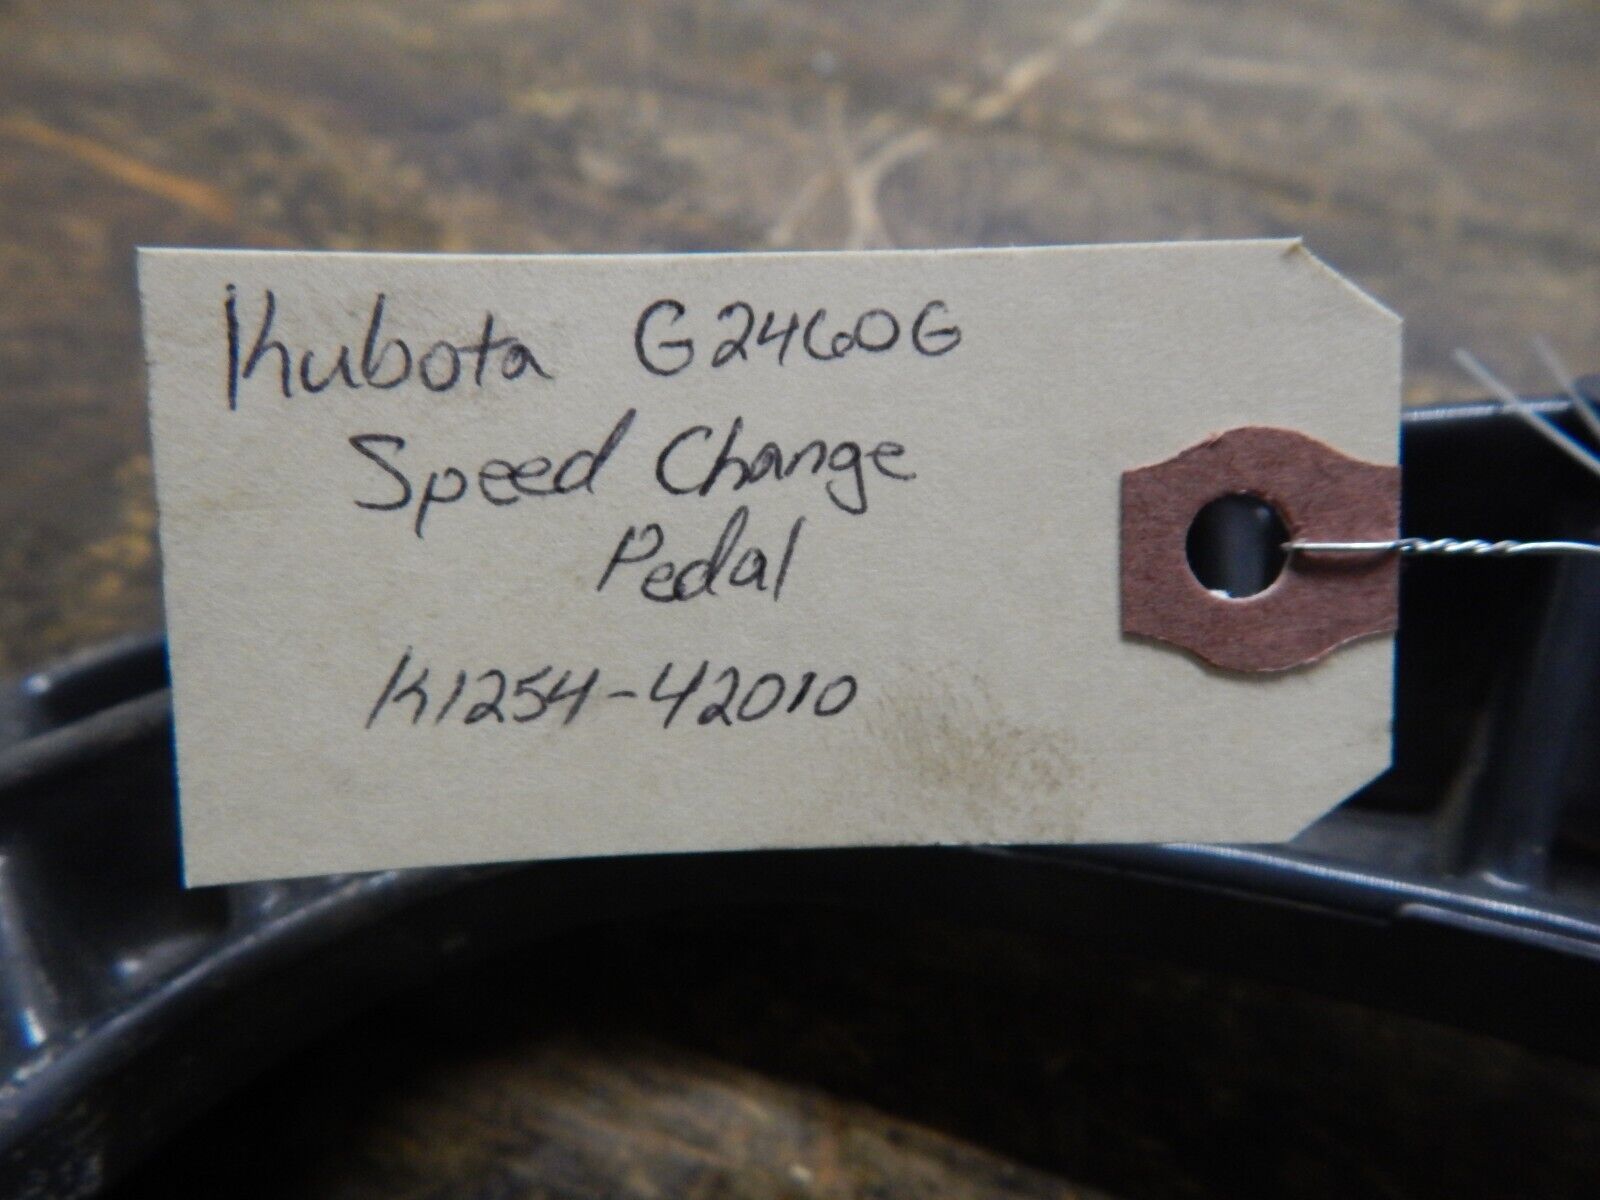 Kubota G2460G
Speed Change
Pedal
K1254-42010